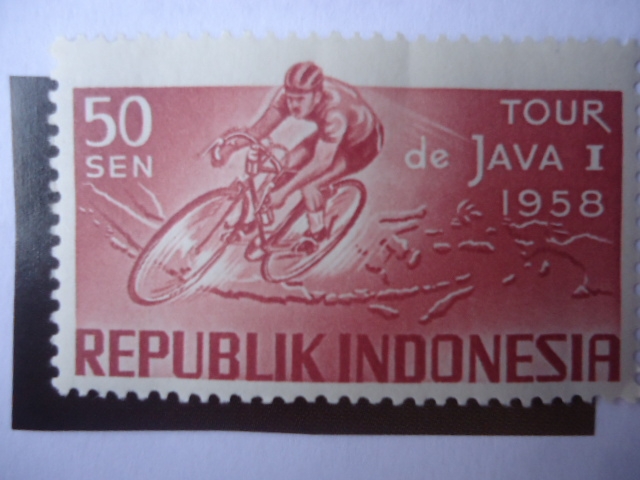 50
SEN
TOUR
de JAVA I
1958
REPUBLIK INDONESIA